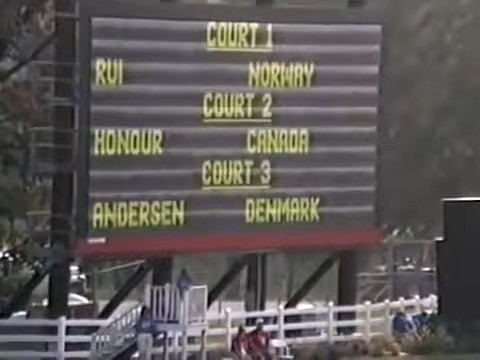 COURT 1
RUI NORWAY
COURT 2
HONOUR CANADA
COURT 3
ANDERSEN DENMARK